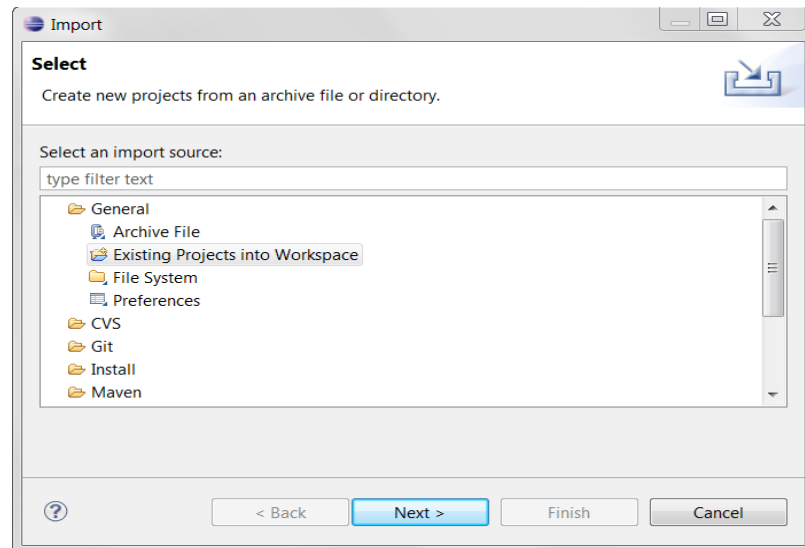 Import
Select
Create new projects from an archive file or directory.
Select an import source:
type filter text
General
Archive File
Existing Projects into Workspace
File System
Preferences
CVS
Git
Install
Maven
? < Back Next > Finish Cancel